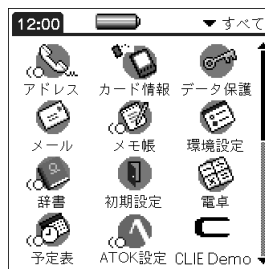 12:00 ▼ すべて
アドレス カード情報 データ保護
メール メモ帳 環境設定
辞書 初期設定 電卓
予定表 ATOK設定 CLIE Demo